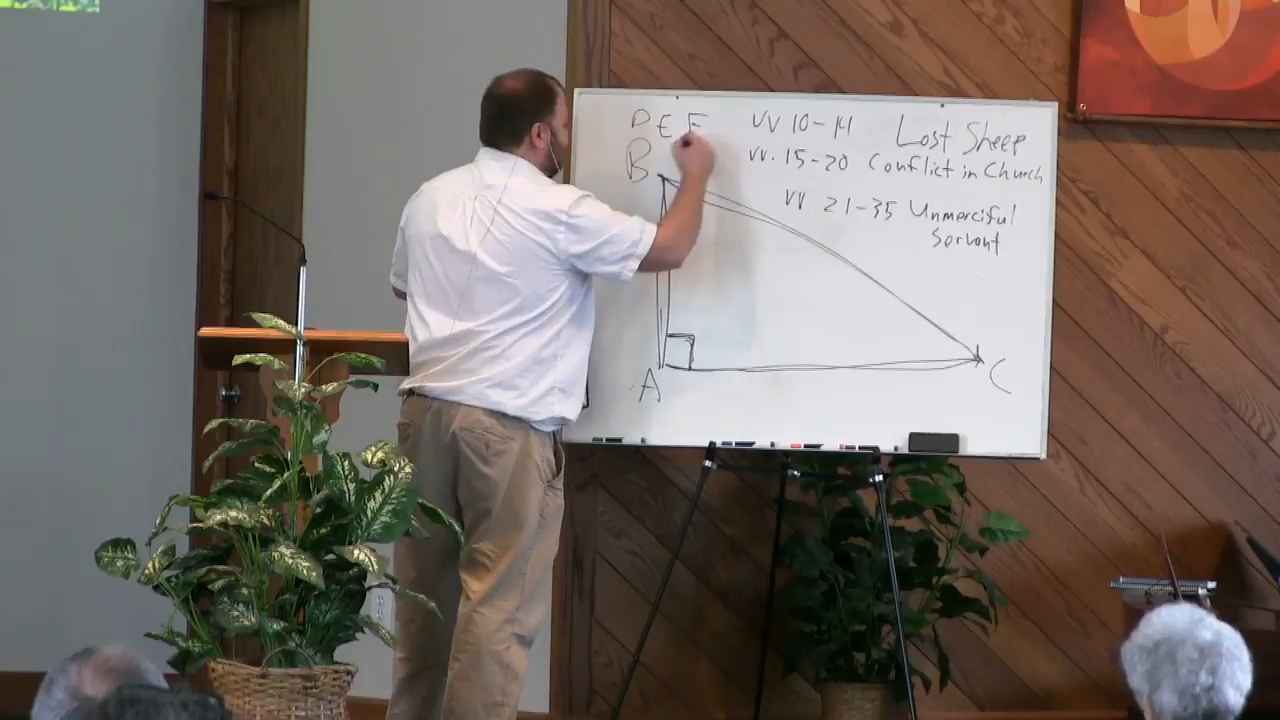 D E F
B
A
C
vv 10-14 Lost Sheep
vv. 15-20 Conflict in Church
vv 21-35 Unmerciful
Servant